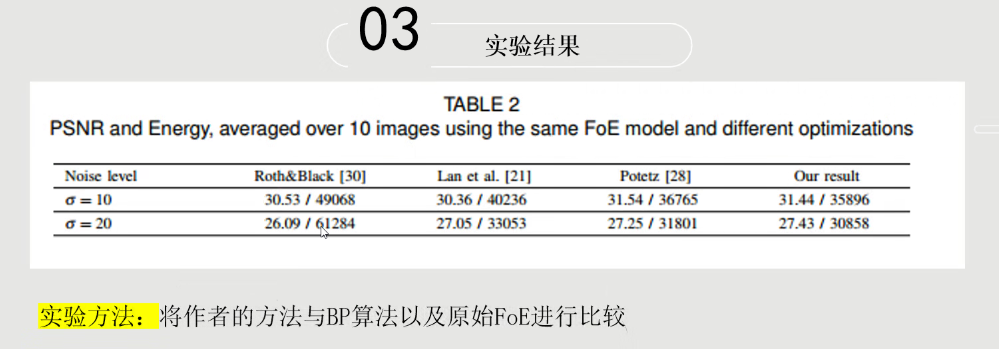 03
实验结果
TABLE 2
PSNR and Energy, averaged over 10 images using the same FoE model and different optimizations
Noise level Roth&Black [30] Lan et al. [21] Potetz [28] Our result
σ = 10 30.53 / 49068 30.36 / 40236 31.54 / 36765 31.44 / 35896
σ = 20 26.09 / 61284 27.05 / 33053 27.25 / 31801 27.43 / 30858
实验方法：将作者的方法与BP算法以及原始FoE进行比较